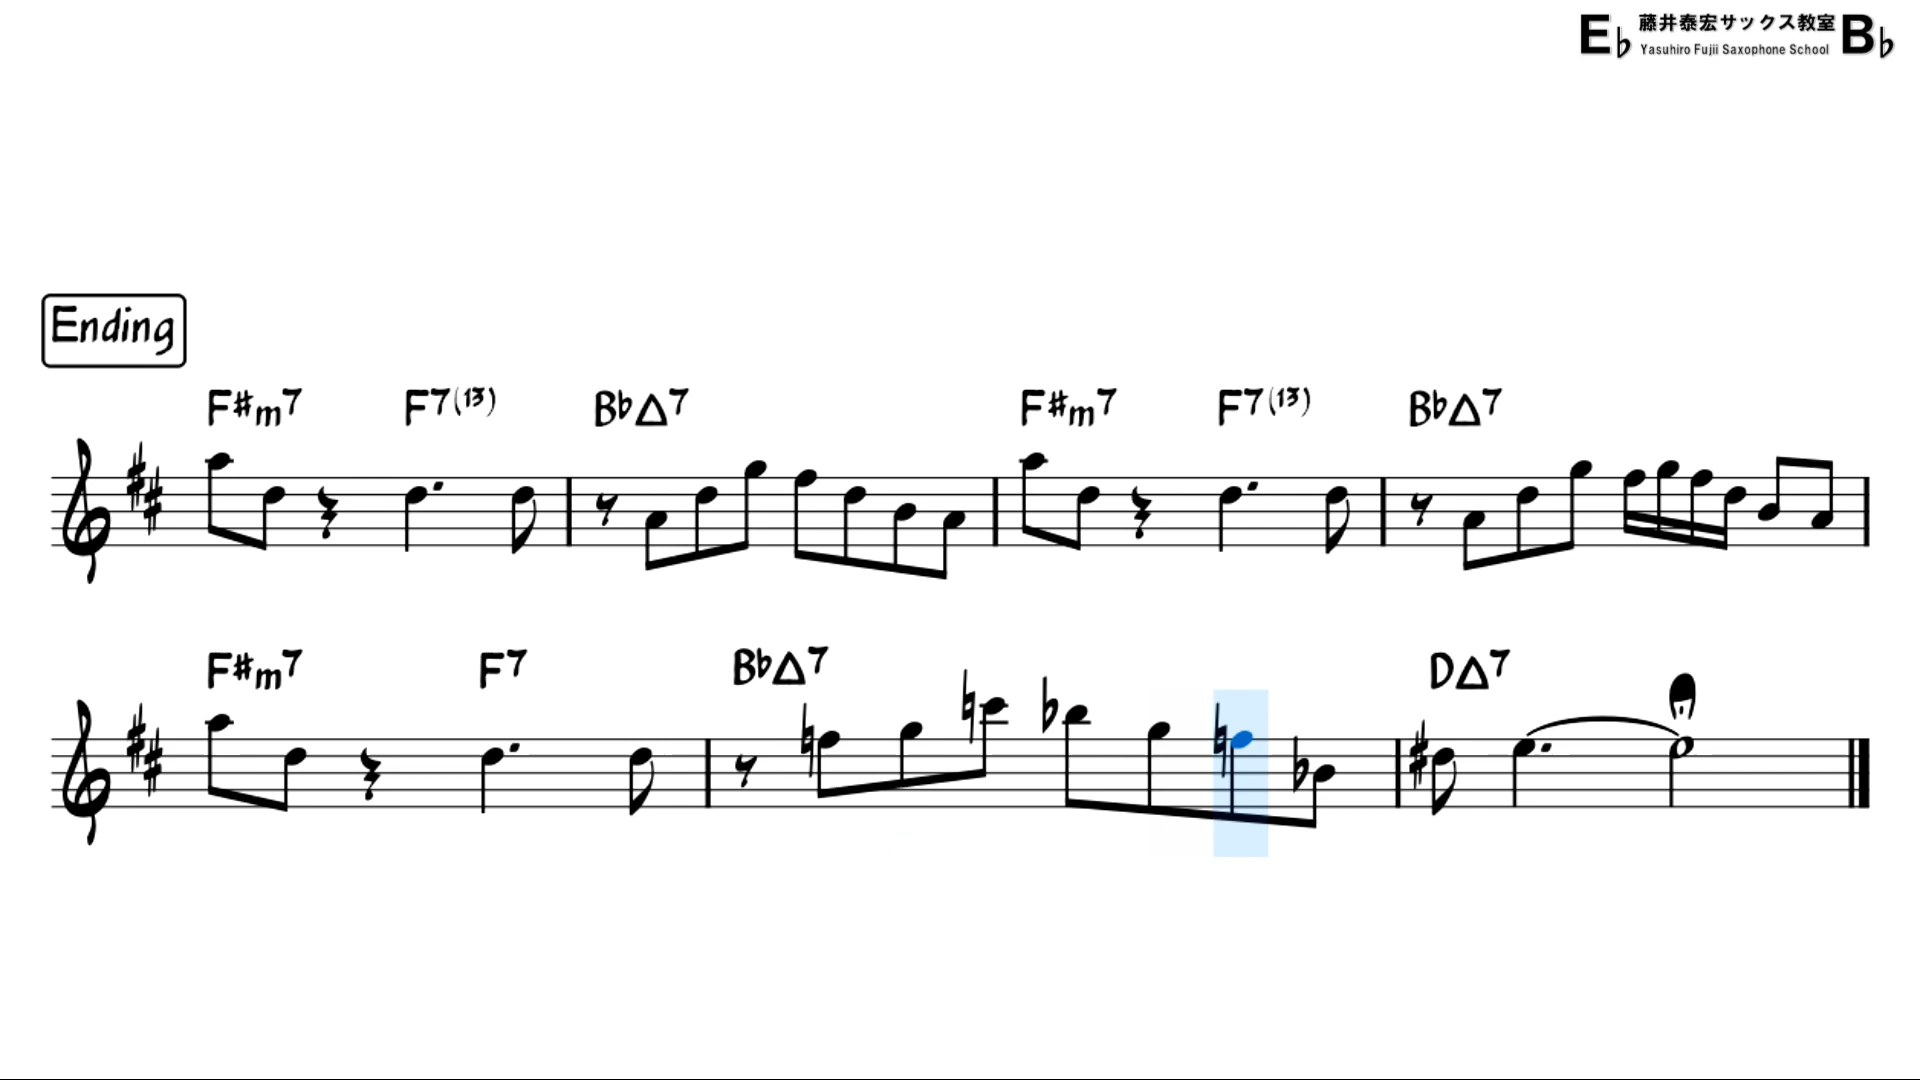 E♭ 藤井泰宏サックス教室 B♭
Yasuhiro Fujii Saxophone School
Ending
F#m7 F7(13) B♭△7 F#m7 F7(13) B♭△7
F#m7 F7 B♭△7 D△7